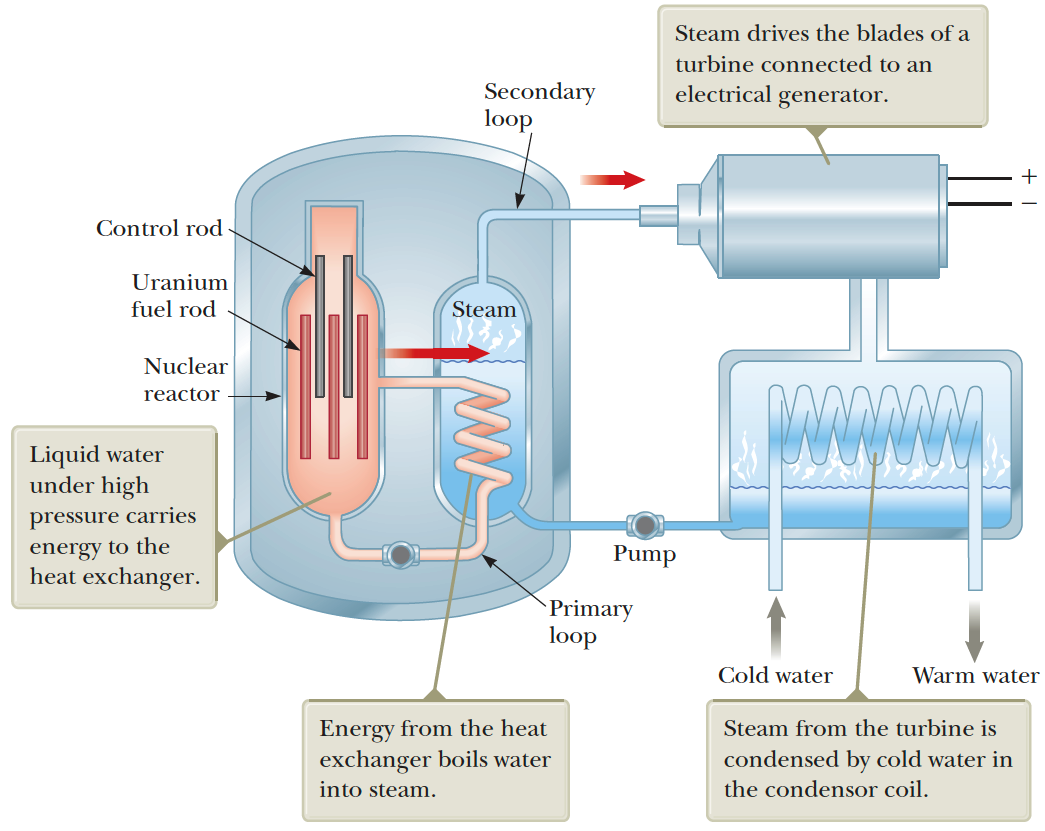 Steam drives the blades of a
turbine connected to an
electrical generator.
Secondary
loop
+
−
Control rod
Uranium
fuel rod
Steam
Nuclear
reactor
Liquid water
under high
pressure carries
energy to the
heat exchanger.
Pump
Primary
loop
Cold water
Warm water
Energy from the heat
exchanger boils water
into steam.
Steam from the turbine is
condensed by cold water in
the condensor coil.